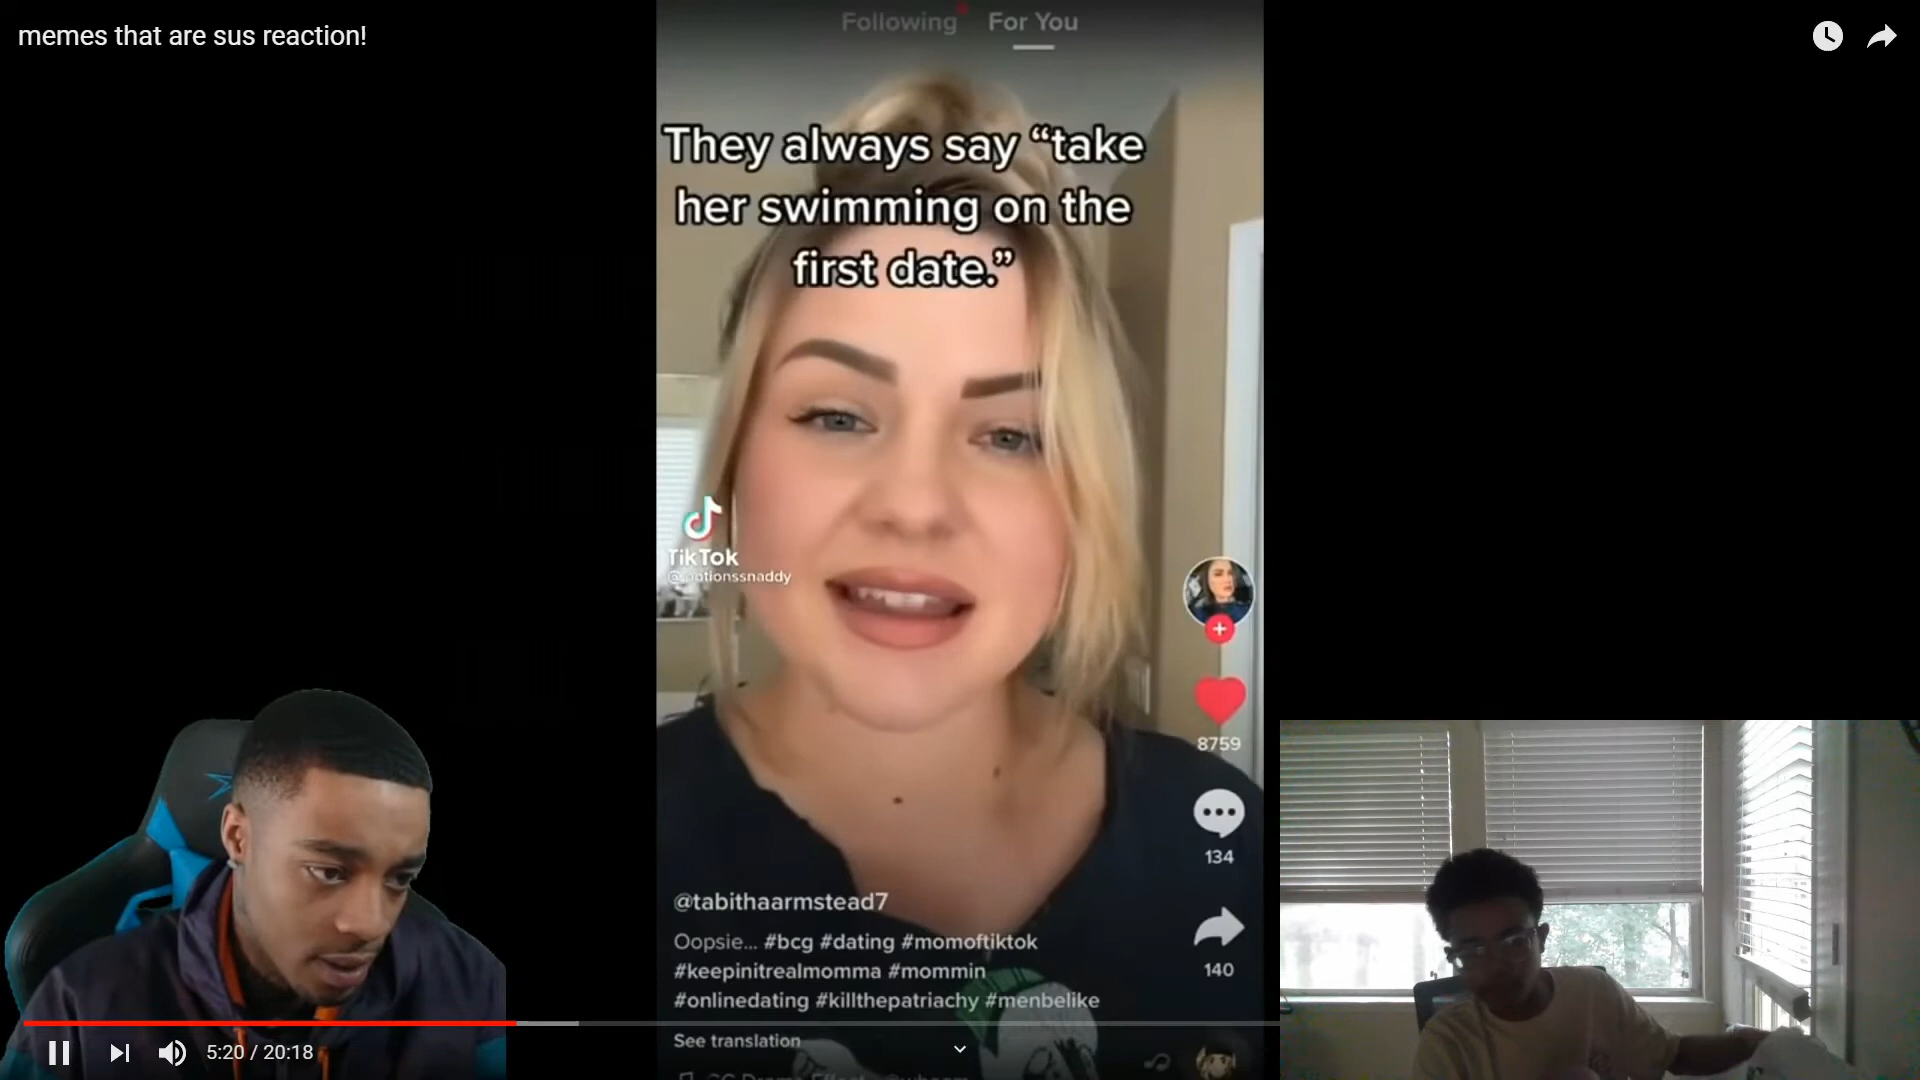 memes that are sus reaction!
Following For You
They always say “take
her swimming on the
first date.”
TikTok
8759
134
@tabithaarmstead7
Oopsie... #bcg #dating #momoftiktok
#keepinitrealmomma #mommin
#onlinedating #killthepatriachy #menbelike
140
See translation
5:20 / 20:18